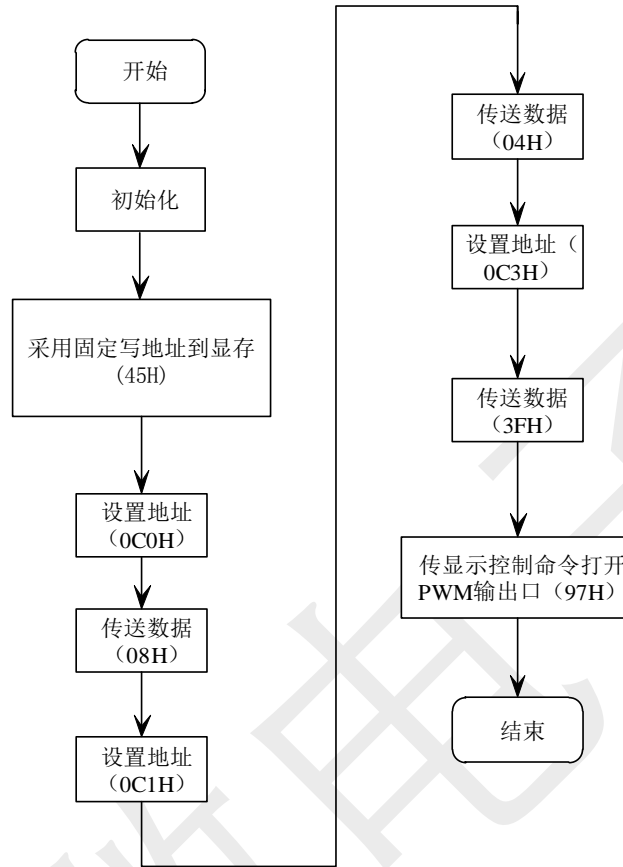 开始
初始化
采用固定写地址到显存
(45H)
设置地址
（0C0H）
传送数据
（08H）
设置地址
（0C1H）
传送数据
（04H）
设置地址（
0C3H）
传送数据
（3FH）
传显示控制命令打开
PWM输出口（97H）
结束